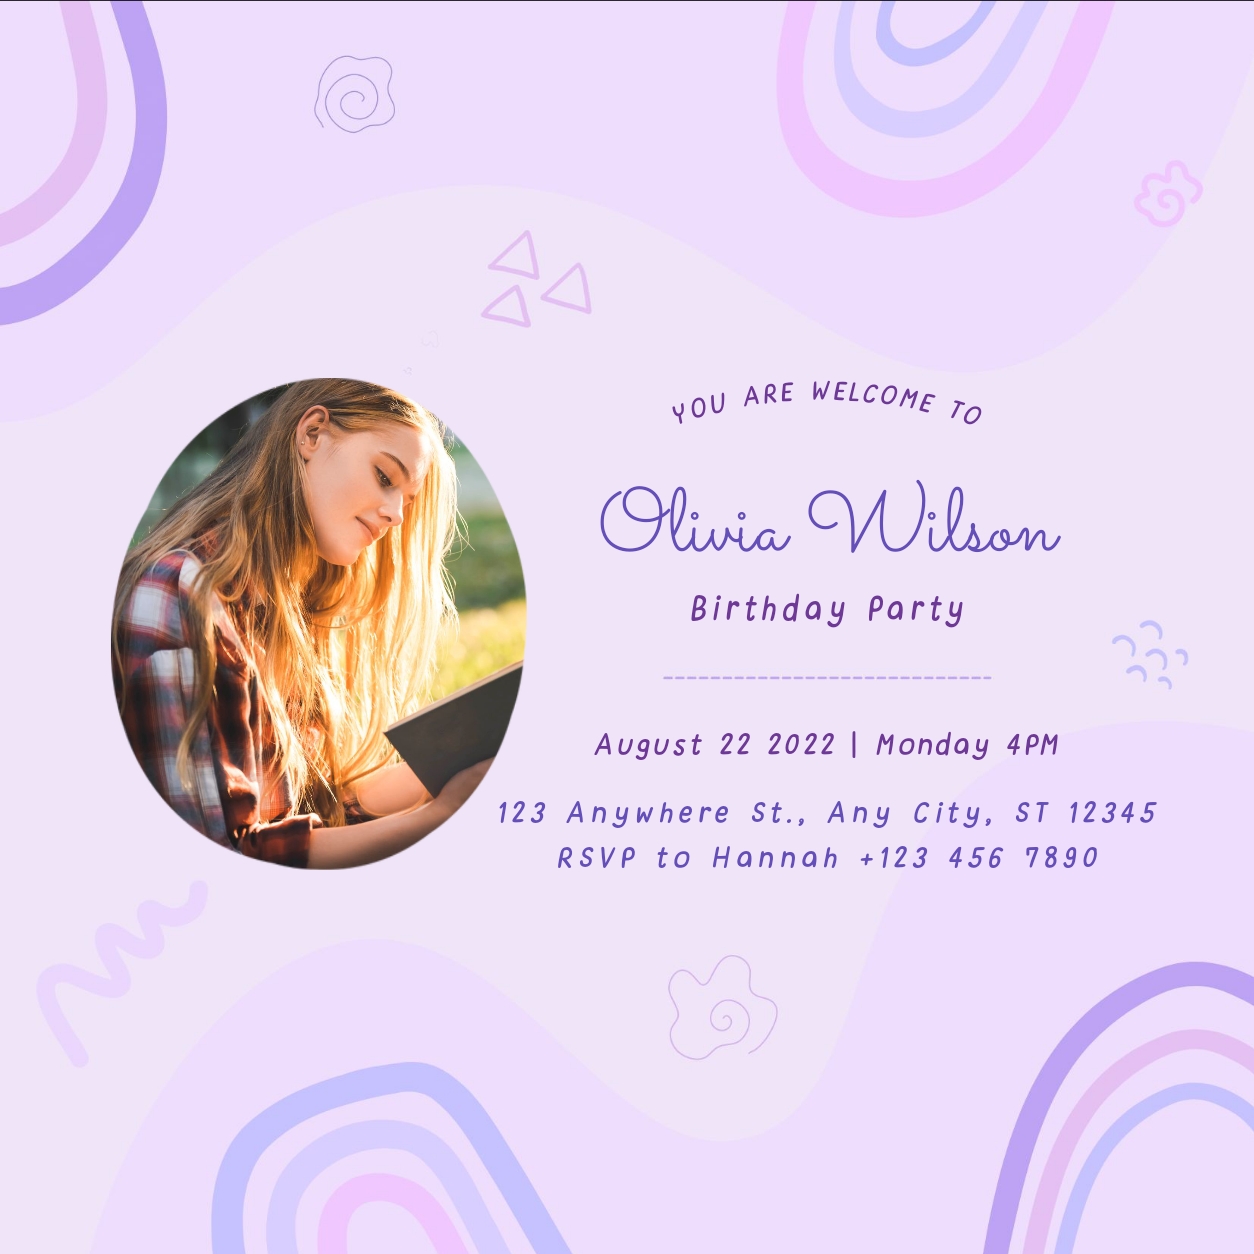 YOU ARE WELCOME TO
Olivia Wilson
Birthday Party
August 22 2022 | Monday 4PM
123 Anywhere St., Any City, ST 12345
RSVP to Hannah +123 456 7890